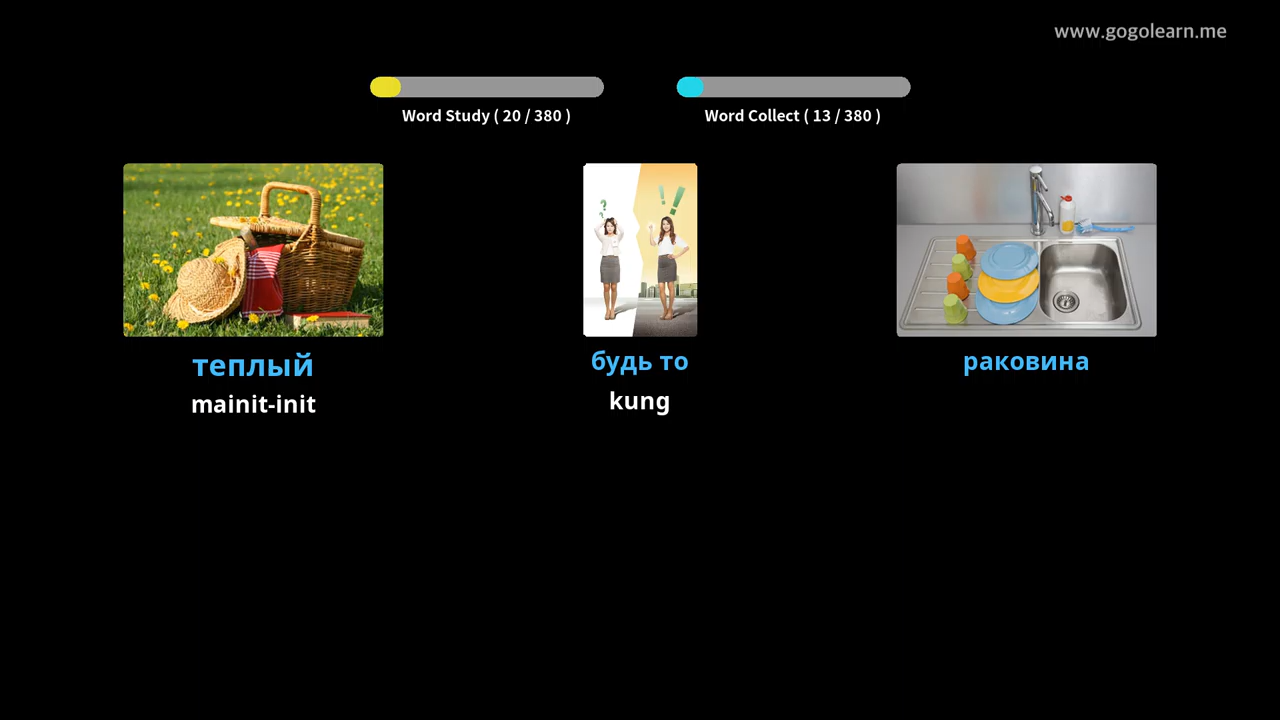 www.gogolearn.me
Word Study ( 20 / 380 )
Word Collect ( 13 / 380 )
теплый
mainit-init
будь то
kung
раковина